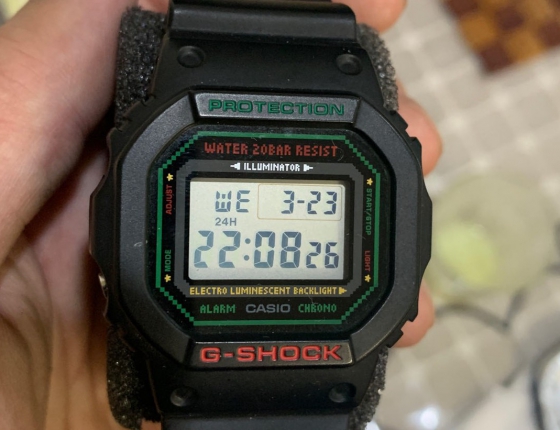 PROTECTION
WATER 20BAR RESIST
ILLUMINATOR
ADJUST
START/STOP
WE 3-23
24H
22:08 26
MODE
LIGHT
ELECTRO LUMINESCENT BACKLIGHT
ALARM CASIO CHRONO
G-SHOCK